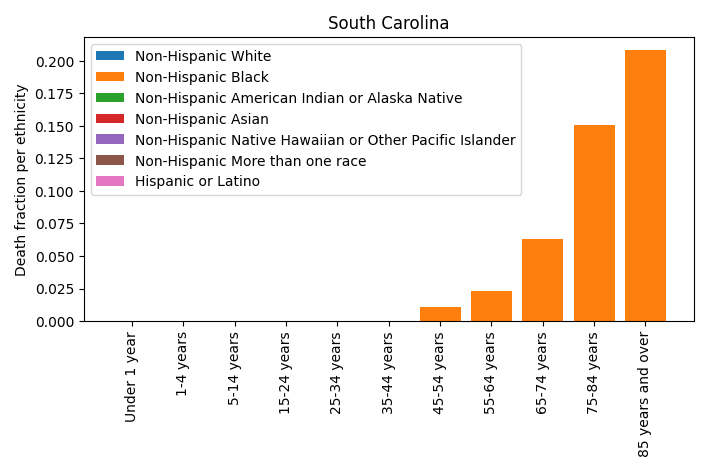 South Carolina
Death fraction per ethnicity
0.200
0.175
0.150
0.125
0.100
0.075
0.050
0.025
0.000
Non-Hispanic White
Non-Hispanic Black
Non-Hispanic American Indian or Alaska Native
Non-Hispanic Asian
Non-Hispanic Native Hawaiian or Other Pacific Islander
Non-Hispanic More than one race
Hispanic or Latino
Under 1 year
1-4 years
5-14 years
15-24 years
25-34 years
35-44 years
45-54 years
55-64 years
65-74 years
75-84 years
85 years and over